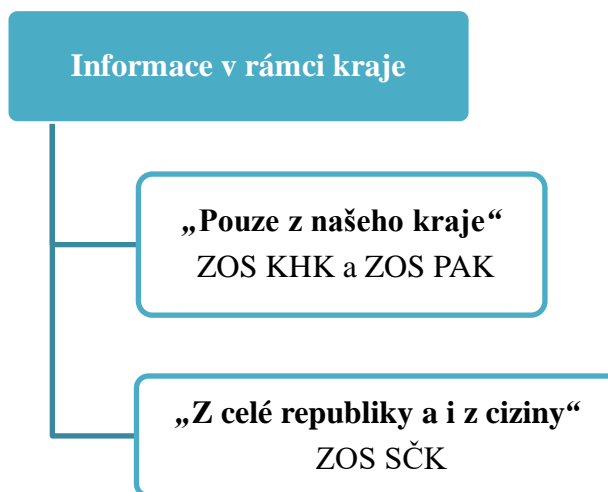 Informace v rámci kraje
„Pouze z našeho kraje“
ZOS KHK a ZOS PAK
„Z celé republiky a i z ciziny“
ZOS SČK